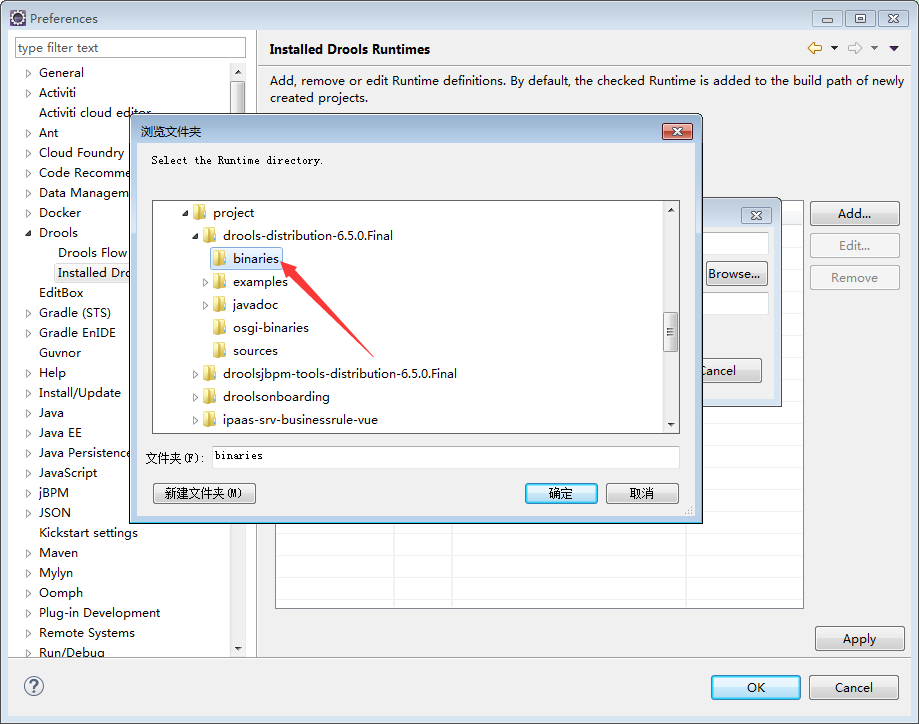 Preferences
type filter text
General
Activiti
Activiti cloud editor
Ant
Cloud Foundry
Code Recomme
Data Managem
Docker
Drools
Drools Flow
Installed Dro
EditBox
Gradle (STS)
Gradle EnIDE
Guvnor
Help
Install/Update
Java
Java EE
Java Persistence
JavaScript
jBPM
JSON
Kickstart settings
Maven
Mylyn
Oomph
Plug-in Development
Remote Systems
Run/Debug
Installed Drools Runtimes
Add, remove or edit Runtime definitions. By default, the checked Runtime is added to the build path of newly
created projects.
浏览文件夹
Select the Runtime directory.
project
drools-distribution-6.5.0.Final
binaries
examples
javadoc
osgi-binaries
sources
droolsjbpm-tools-distribution-6.5.0.Final
droolsonboarding
ipaas-srv-businessrule-vue
文件夹(F): binaries
新建文件夹(M) 确定 取消
Browse...
Cancel
Add...
Edit...
Remove
Apply
OK Cancel